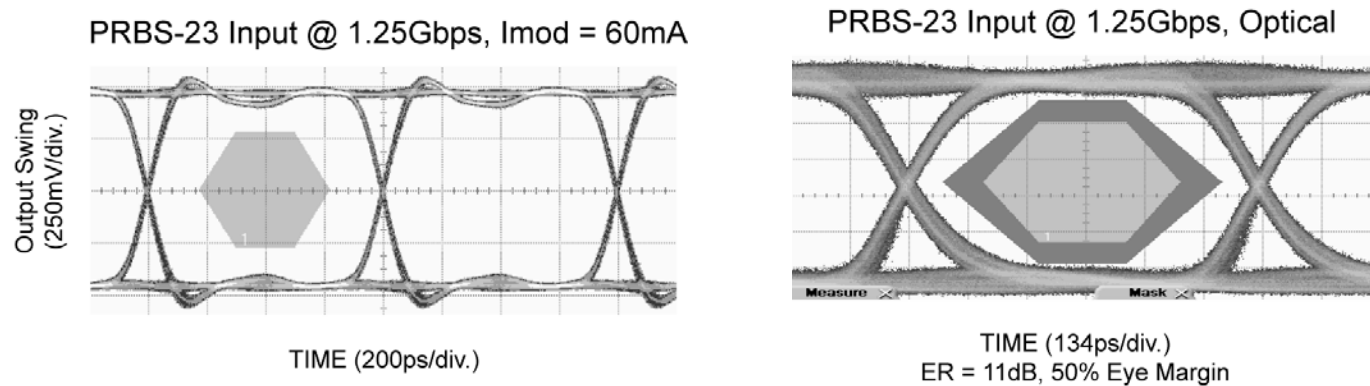 PRBS-23 Input @ 1.25Gbps, Imod = 60mA
Output Swing
(250mV/div.)
1
TIME (200ps/div.)
PRBS-23 Input @ 1.25Gbps, Optical
1
Measure
Mask
TIME (134ps/div.)
ER = 11dB, 50% Eye Margin